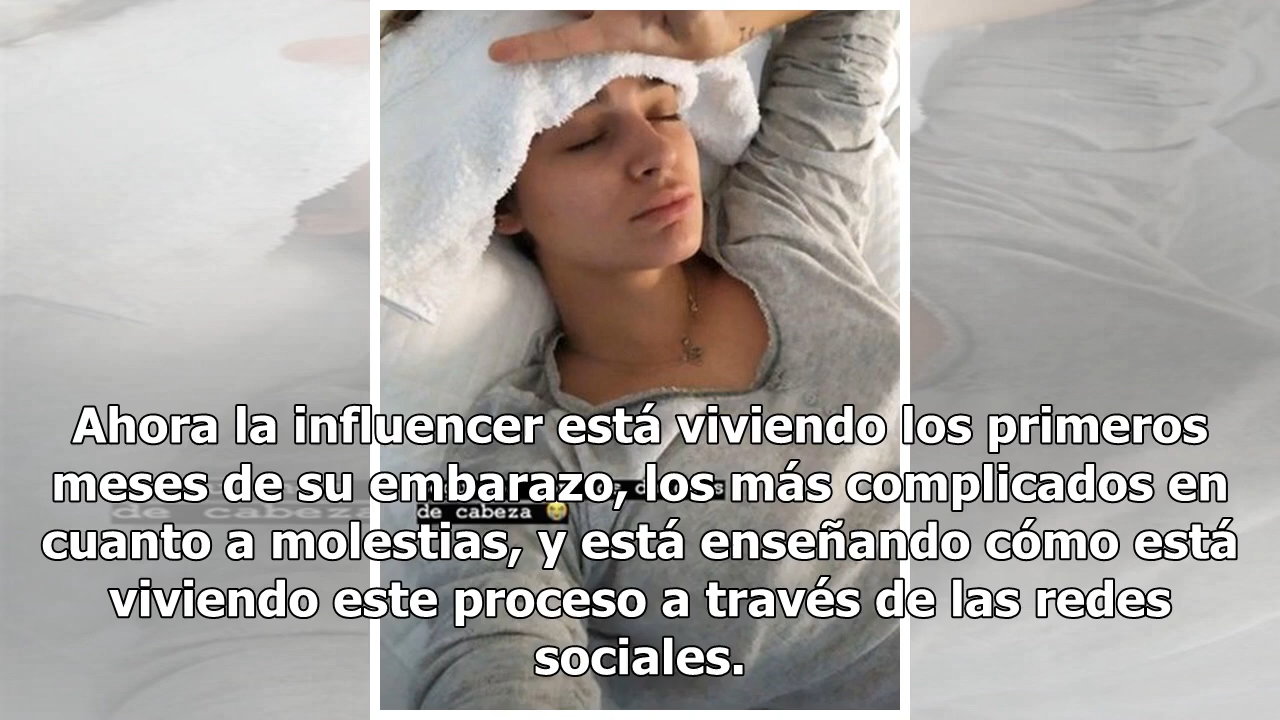 Ahora la influencer está viviendo los primeros
meses de su embarazo, los más complicados en
cuanto a molestias, y está enseñando cómo está
viviendo este proceso a través de las redes
sociales.
de cabeza 😭